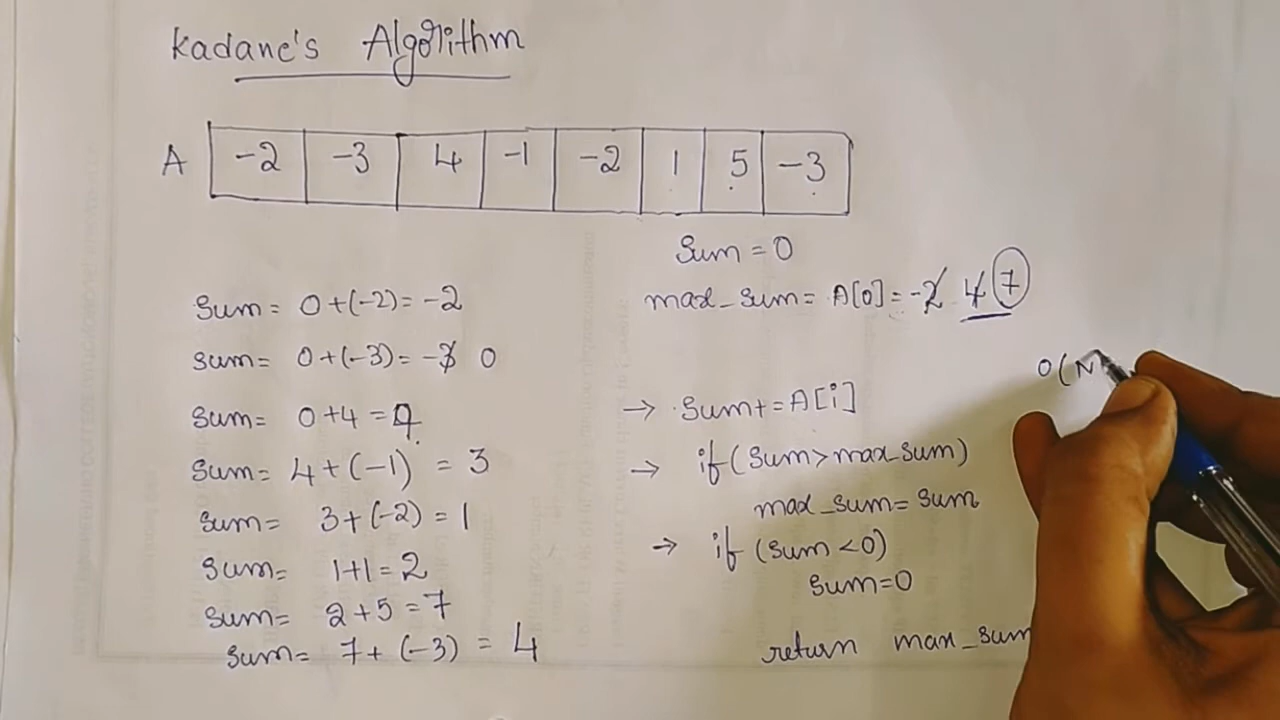 Kadane's Algorithm
A -2 -3 4 -1 -2 1 5 -3
Sum = 0
max_sum = A[0] = -2 4 7
Sum = 0+(-2) = -2
Sum = 0+(-3) = -3 0
Sum = 0+4 = 4
Sum = 4+(-1) = 3
Sum = 3+(-2) = 1
Sum = 1+1 = 2
Sum = 2+5 = 7
Sum = 7+(-3) = 4
O(N
→ Sum+=A[i]
→ if(Sum>max_sum)
max_sum=sum
→ if (sum<0)
sum=0
return max_sum